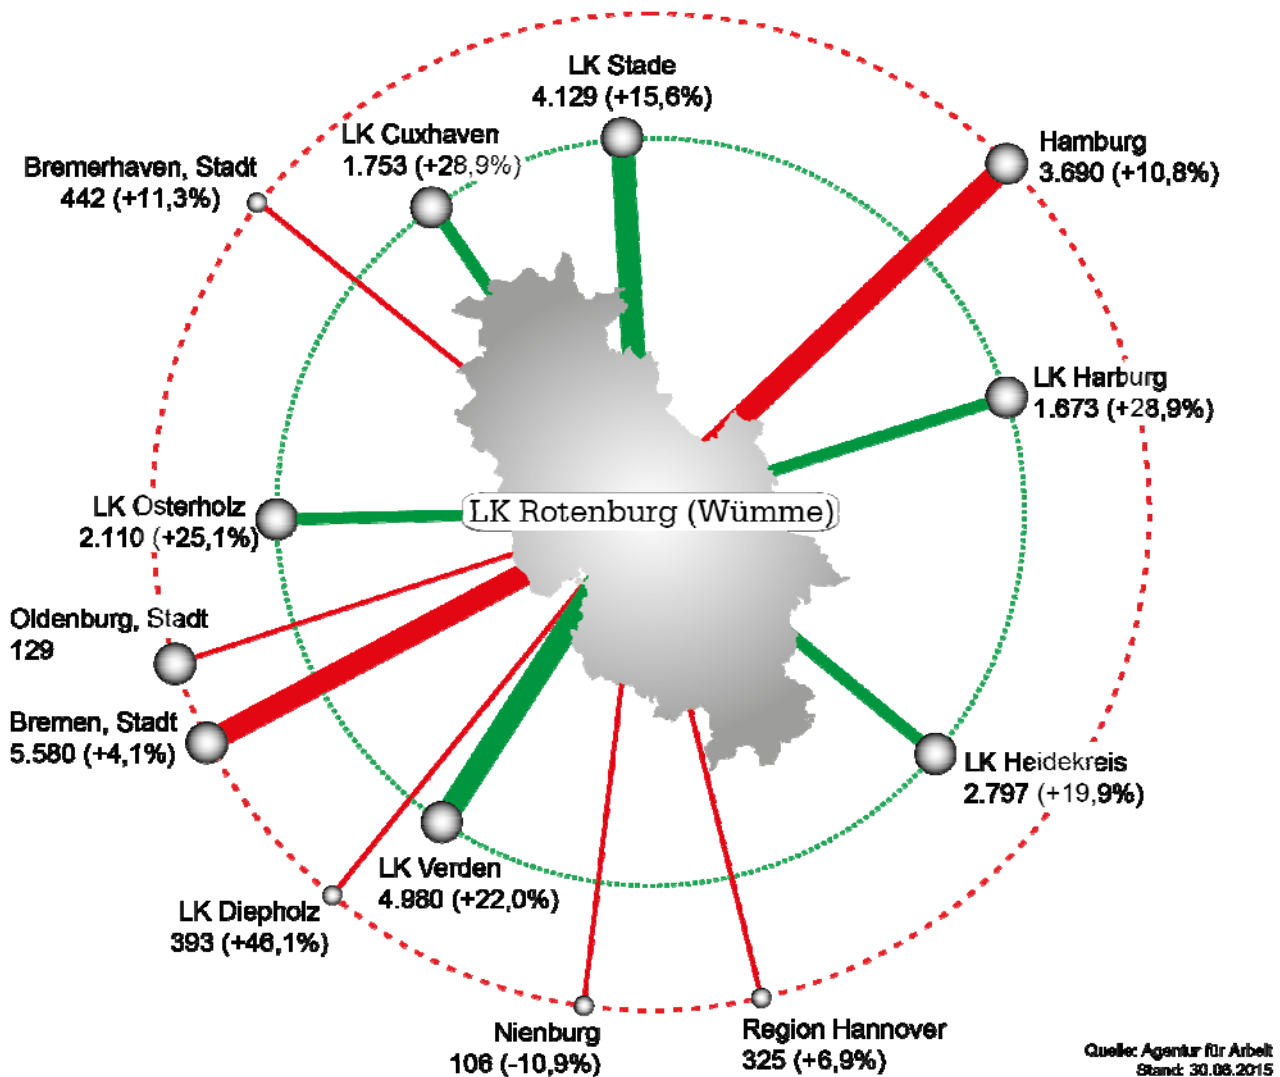 LK Stade
4.129 (+15,6%)
LK Cuxhaven
1.753 (+28,9%)
Hamburg
3.690 (+10,8%)
Bremerhaven, Stadt
442 (+11,3%)
LK Harburg
1.673 (+28,9%)
LK Osterholz
2.110 (+25,1%)
LK Rotenburg (Wümme)
Oldenburg, Stadt
129
Bremen, Stadt
5.580 (+4,1%)
LK Heidekreis
2.797 (+19,9%)
LK Verden
4.980 (+22,0%)
LK Diepholz
393 (+46,1%)
Nienburg
106 (-10,9%)
Region Hannover
325 (+6,9%)
Quelle: Agentur für Arbeit
Stand: 30.06.2015